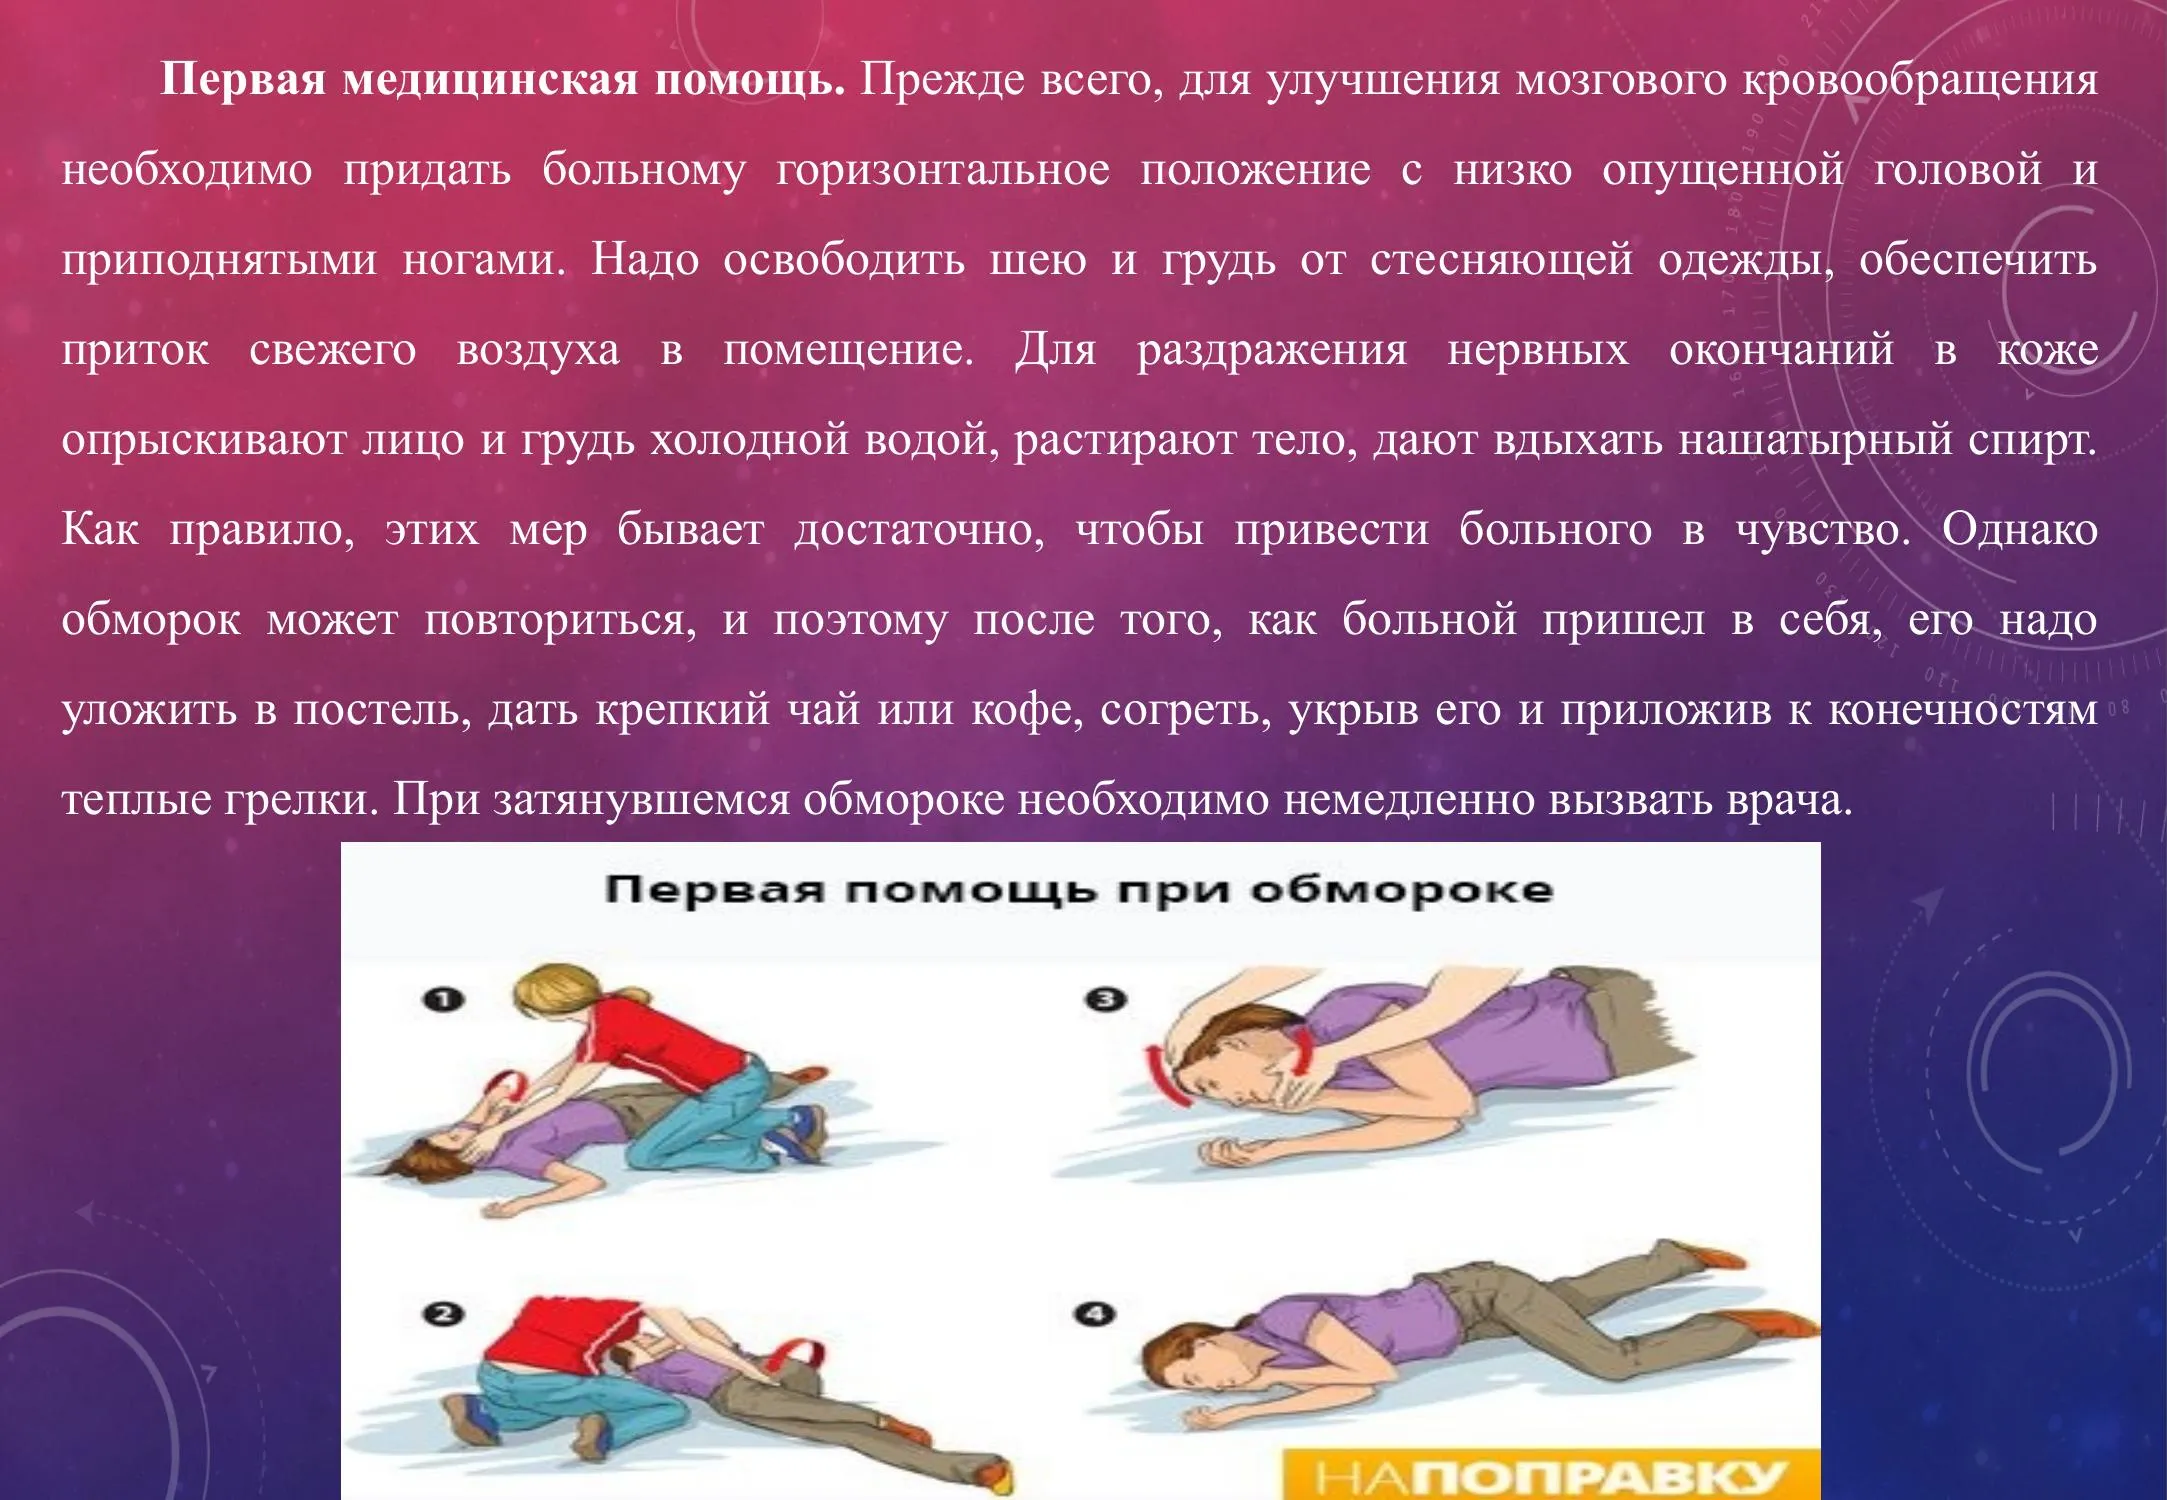 Первая медицинская помощь. Прежде всего, для улучшения мозгового кровообращения
необходимо придать больному горизонтальное положение с низко опущенной головой и
приподнятыми ногами. Надо освободить шею и грудь от стесняющей одежды, обеспечить
приток свежего воздуха в помещение. Для раздражения нервных окончаний в коже
опрыскивают лицо и грудь холодной водой, растирают тело, дают вдыхать нашатырный спирт.
Как правило, этих мер бывает достаточно, чтобы привести больного в чувство. Однако
обморок может повториться, и поэтому после того, как больной пришел в себя, его надо
уложить в постель, дать крепкий чай или кофе, согреть, укрыв его и приложив к конечностям
теплые грелки. При затянувшемся обмороке необходимо немедленно вызвать врача.
Первая помощь при обмороке
1
3
2
4
НАПОПРАВКУ